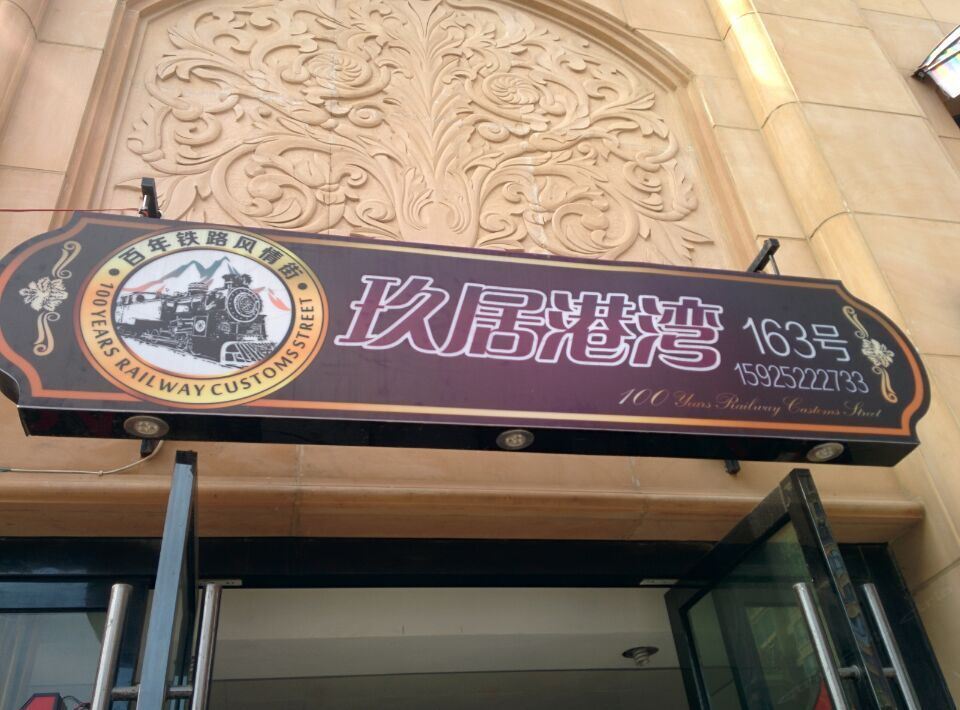 百年铁路风情街
100 YEARS RAILWAY CUSTOMS STREET
玖居港湾
163号
15925222733
100 Years Railway Customs Street